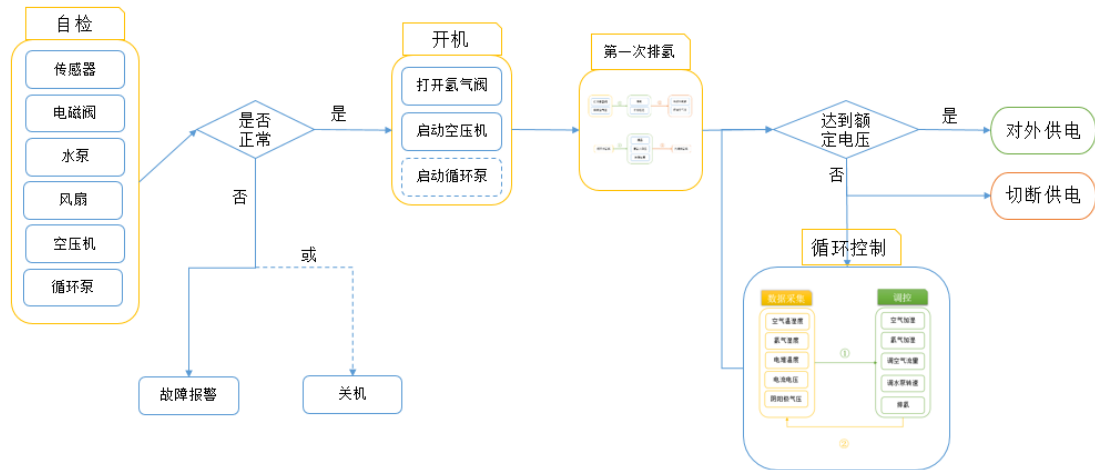 自检
传感器
电磁阀
水泵
风扇
空压机
循环泵
是否
正常
是
否
或
故障报警
关机
开机
打开氢气阀
启动空压机
启动循环泵
第一次排氢
达到额
定电压
是
否
对外供电
切断供电
循环控制
数据采集
空气温湿度
氢气湿度
电堆温度
电流电压
阴阳极气压
①
②
调控
空气加湿
氢气加湿
调空气流量
调水泵转速
排氢